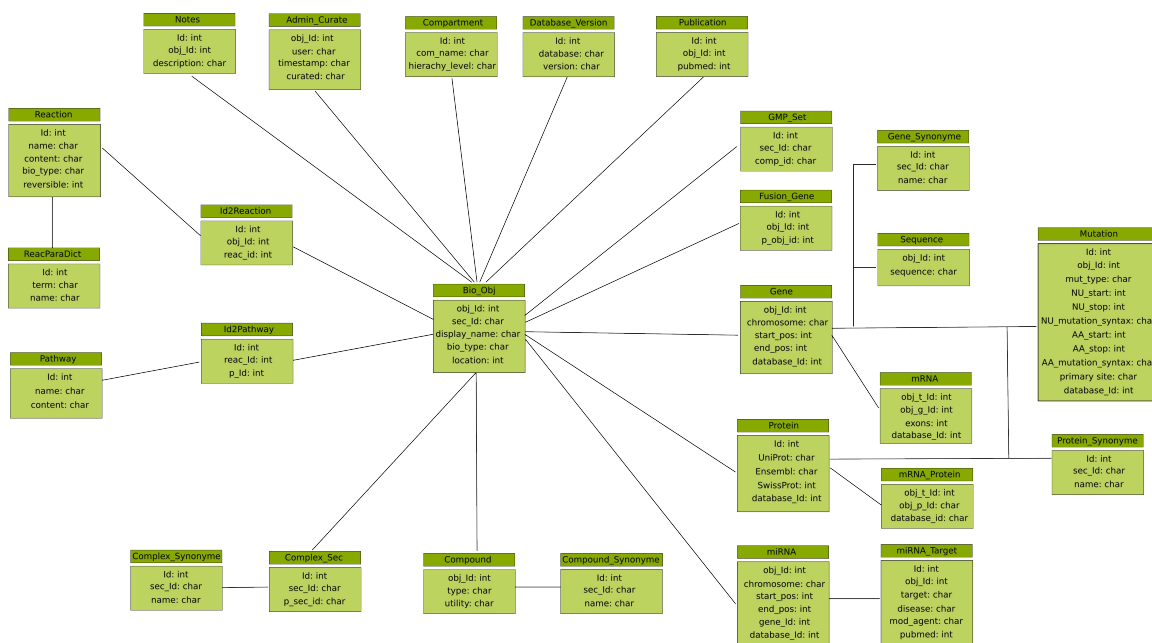 Notes
Id: int
obj_Id: int
description: char
Admin_Curate
obj_Id: int
user: char
timestamp: char
curated: char
Compartment
Id: int
com_name: char
hierachy_level: char
Database_Version
Id: int
database: char
version: char
Publication
Id: int
obj_Id: int
pubmed: int
Reaction
Id: int
name: char
content: char
bio_type: char
reversible: int
GMP_Set
Id: int
sec_Id: char
comp_id: char
Gene_Synonyme
Id: int
sec_Id: char
name: char
Id2Reaction
Id: int
obj_Id: int
reac_id: int
Fusion_Gene
Id: int
obj_Id: int
p_obj_id: int
ReacParaDict
Id: int
term: char
name: char
Sequence
obj_Id: int
sequence: char
Mutation
Id: int
obj_Id: int
mut_type: char
NU_start: int
NU_stop: int
NU_mutation_syntax: cha
AA_start: int
AA_stop: int
AA_mutation_syntax: cha
primary site: char
database_Id: int
Bio_Obj
obj_Id: int
sec_Id: char
display_name: char
bio_type: char
location: int
Gene
obj_Id: int
chromosome: char
start_pos: int
end_pos: int
database_Id: int
Id2Pathway
Id: int
reac_Id: int
p_Id: int
Pathway
Id: int
name: char
content: char
mRNA
obj_t_Id: int
obj_g_Id: int
exons: int
database_Id: int
Protein
Id: int
UniProt: char
Ensembl: char
SwissProt: int
database_Id: int
Protein_Synonyme
Id: int
sec_Id: char
name: char
mRNA_Protein
obj_t_Id: int
obj_p_Id: char
database_id: char
Complex_Synonyme
Id: int
sec_Id: char
name: char
Complex_Sec
Id: int
sec_Id: char
p_sec_id: char
Compound
obj_Id: int
type: char
utility: char
Compound_Synonyme
Id: int
sec_Id: char
name: char
miRNA
obj_Id: int
chromosome: char
start_pos: int
end_pos: int
gene_Id: int
database_Id: int
miRNA_Target
Id: int
obj_Id: int
target: char
disease: char
mod_agent: char
pubmed: int